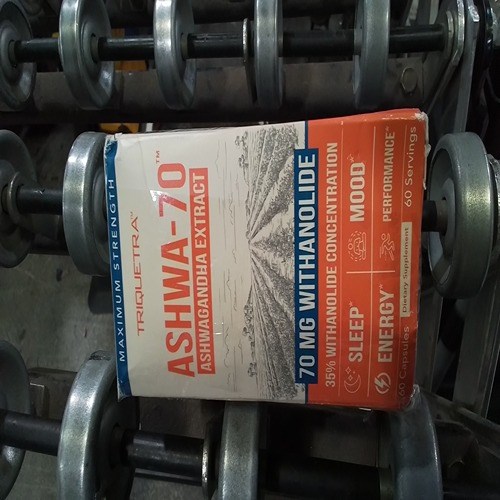 MAXIMUM STRENGTH
TRIQUETRA™
ASHWA-70™
ASHWAGANDHA EXTRACT
70 MG WITHANOLIDE
35% WITHANOLIDE CONCENTRATION
SLEEP*
MOOD*
ENERGY*
PERFORMANCE*
60 Capsules
Dietary Supplement
60 Servings